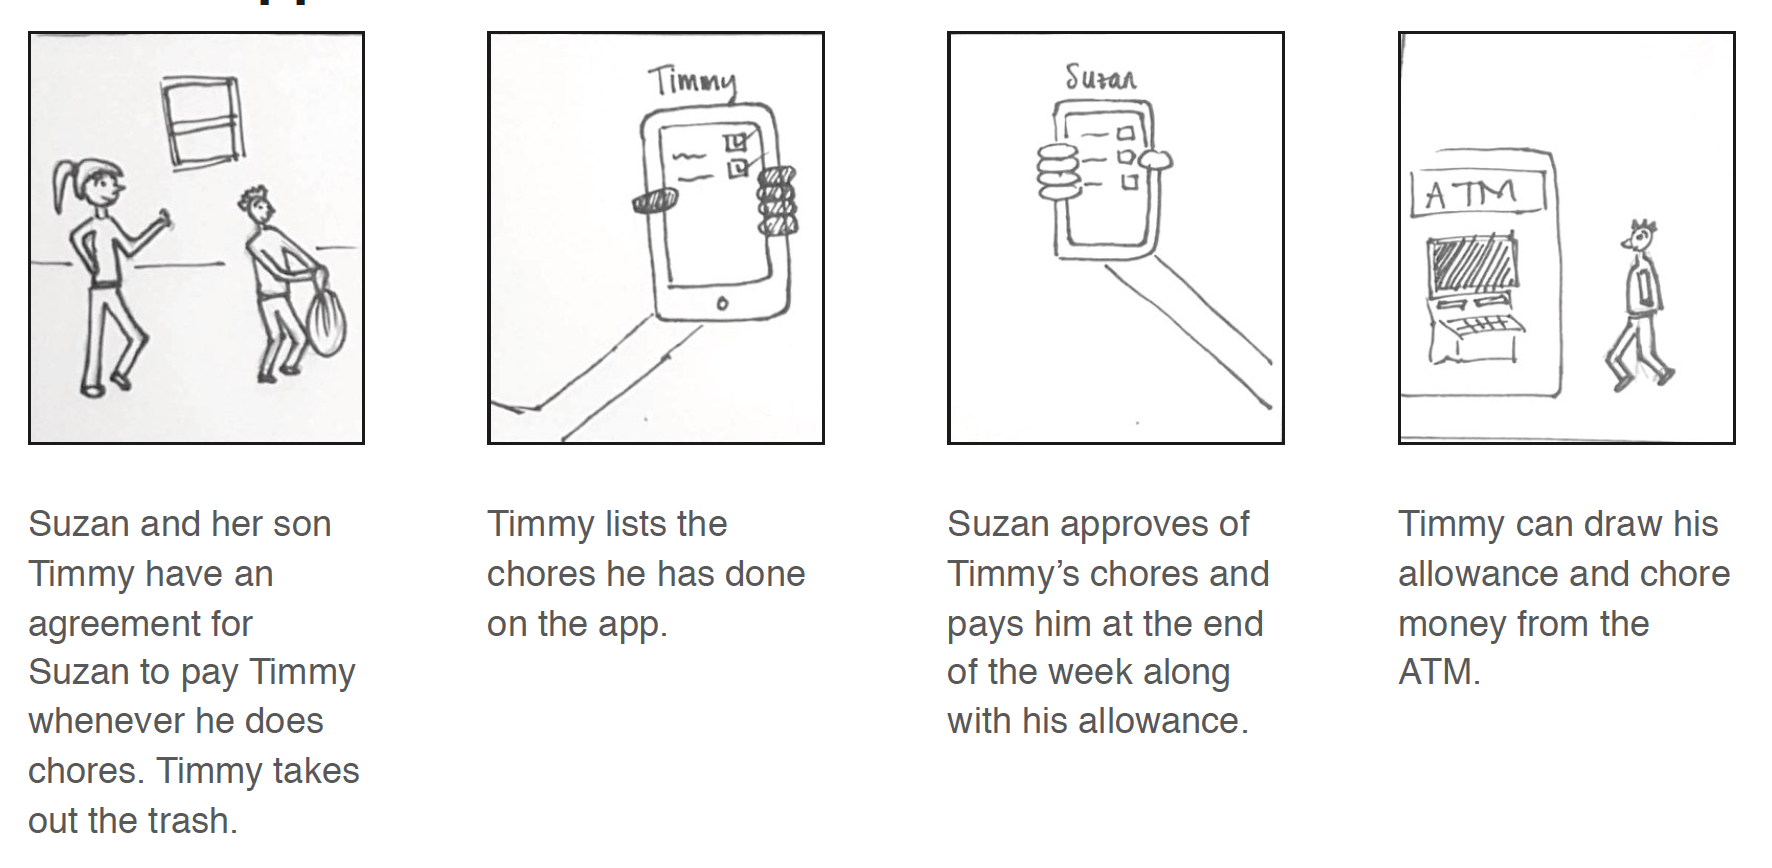 Timmy
Suzan
ATM
Suzan and her son
Timmy have an
agreement for
Suzan to pay Timmy
whenever he does
chores. Timmy takes
out the trash.
Timmy lists the
chores he has done
on the app.
Suzan approves of
Timmy’s chores and
pays him at the end
of the week along
with his allowance.
Timmy can draw his
allowance and chore
money from the
ATM.